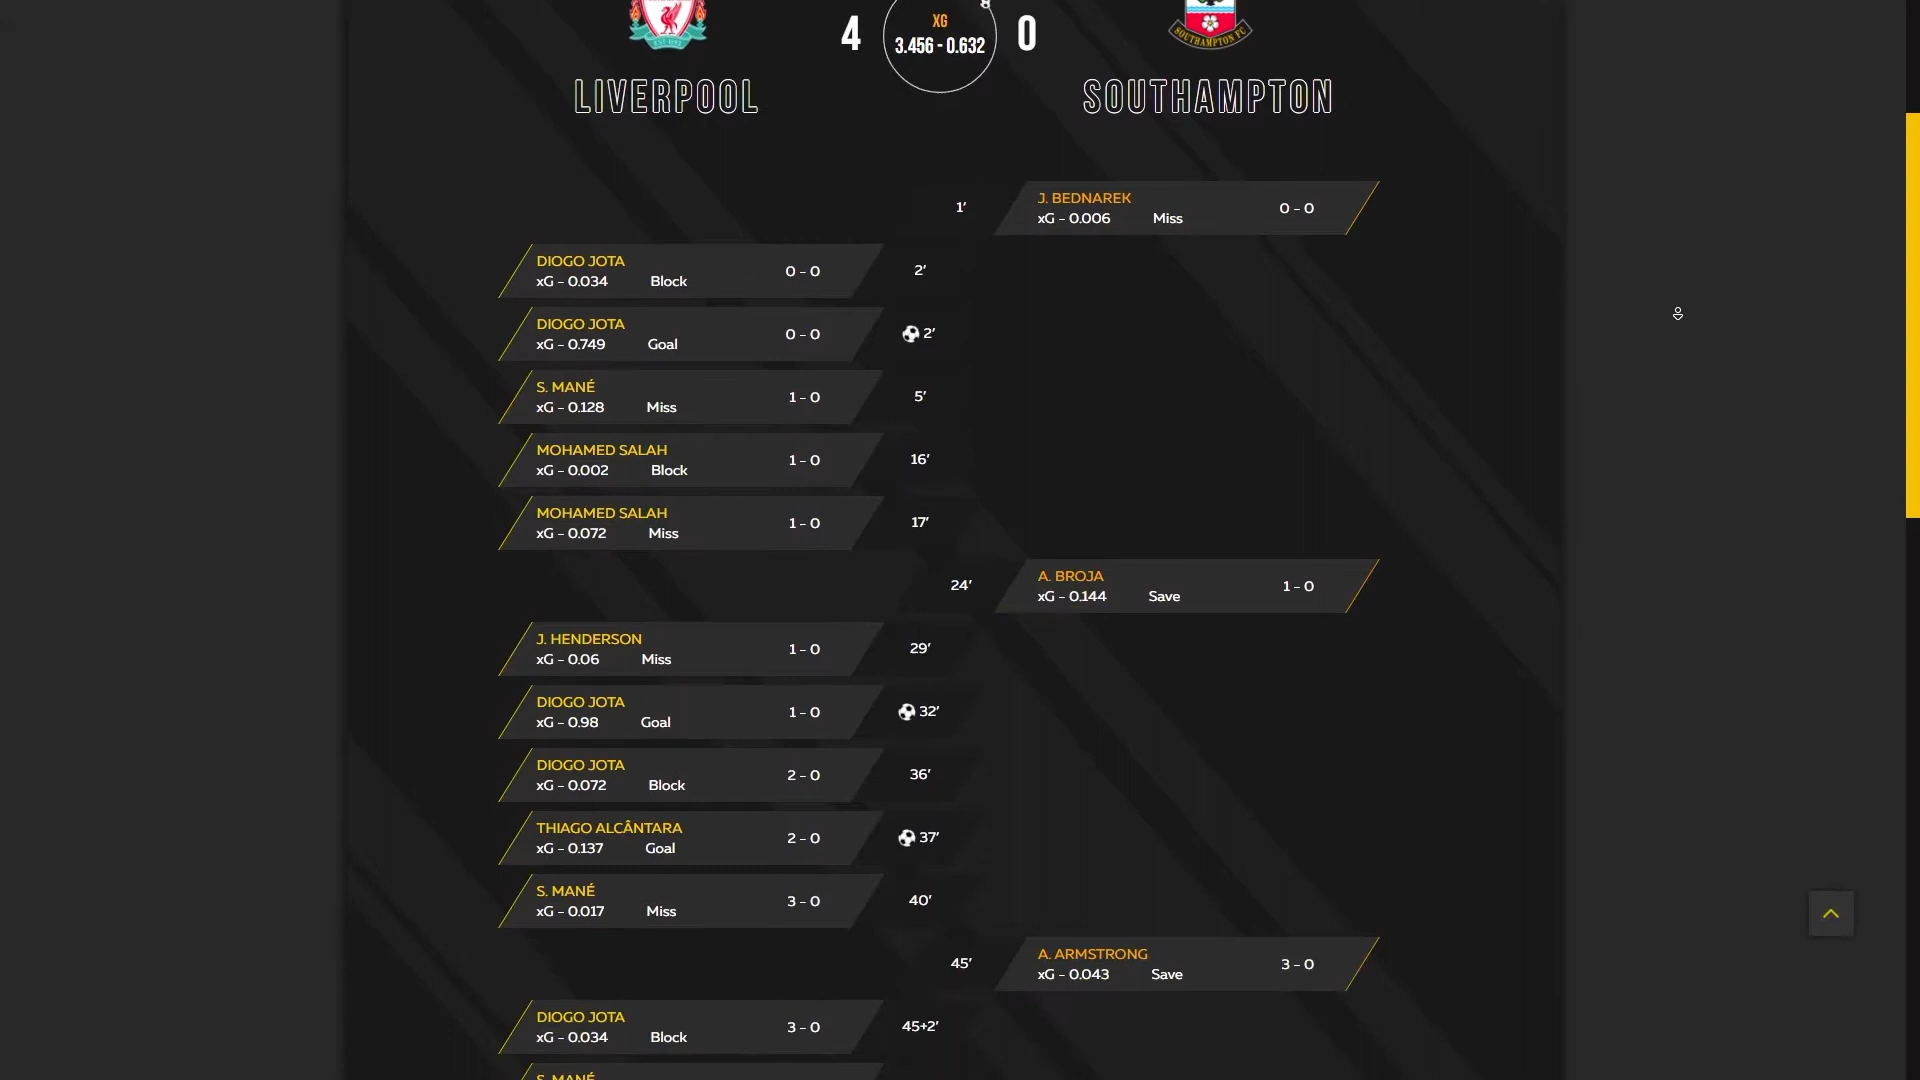 4
XG
3.456 - 0.632
0
EST 1892
SOUTHAMPTON FC
LIVERPOOL
SOUTHAMPTON
1'
J. BEDNAREK
xG - 0.006 Miss
0 - 0
DIOGO JOTA
xG - 0.034 Block
0 - 0
2'
DIOGO JOTA
xG - 0.749 Goal
0 - 0
2'
S. MANÉ
xG - 0.128 Miss
1 - 0
5'
MOHAMED SALAH
xG - 0.002 Block
1 - 0
16'
MOHAMED SALAH
xG - 0.072 Miss
1 - 0
17'
24'
A. BROJA
xG - 0.144 Save
1 - 0
J. HENDERSON
xG - 0.06 Miss
1 - 0
29'
DIOGO JOTA
xG - 0.98 Goal
1 - 0
32'
DIOGO JOTA
xG - 0.072 Block
2 - 0
36'
THIAGO ALCÂNTARA
xG - 0.137 Goal
2 - 0
37'
S. MANÉ
xG - 0.017 Miss
3 - 0
40'
45'
A. ARMSTRONG
xG - 0.043 Save
3 - 0
DIOGO JOTA
xG - 0.034 Block
3 - 0
45+2'
S. MANÉ